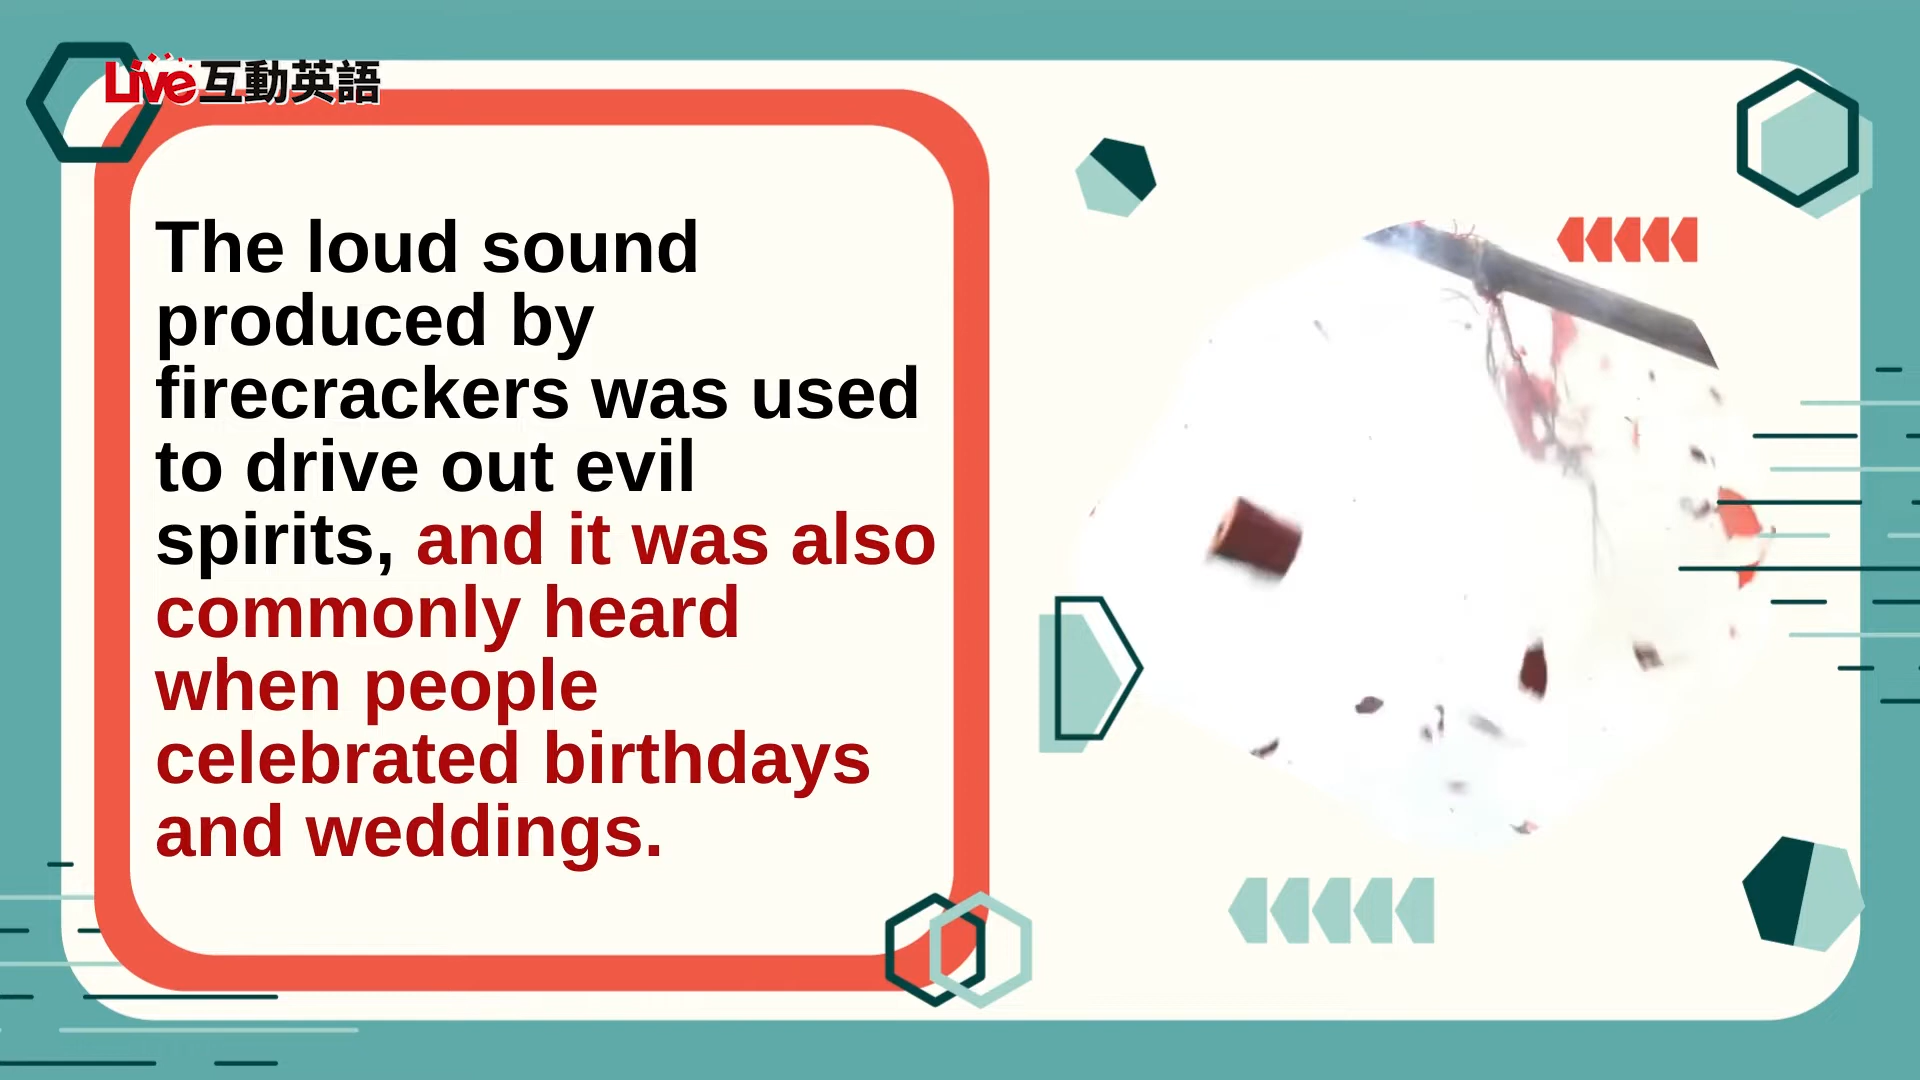 Live互動英語
The loud sound
produced by
firecrackers was used
to drive out evil
spirits, and it was also
commonly heard
when people
celebrated birthdays
and weddings.